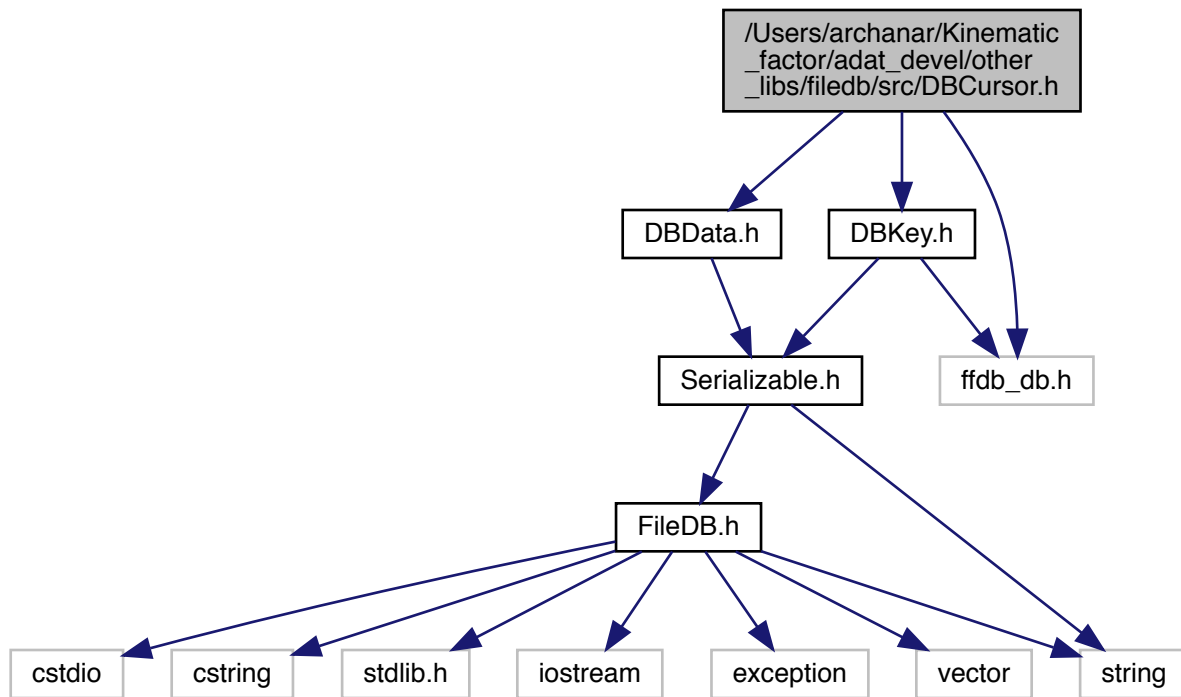 /Users/archanar/Kinematic
_factor/adat_devel/other
_libs/filedb/src/DBCursor.h
DBData.h
DBKey.h
Serializable.h
ffdb_db.h
FileDB.h
cstdio
cstring
stdlib.h
iostream
exception
vector
string